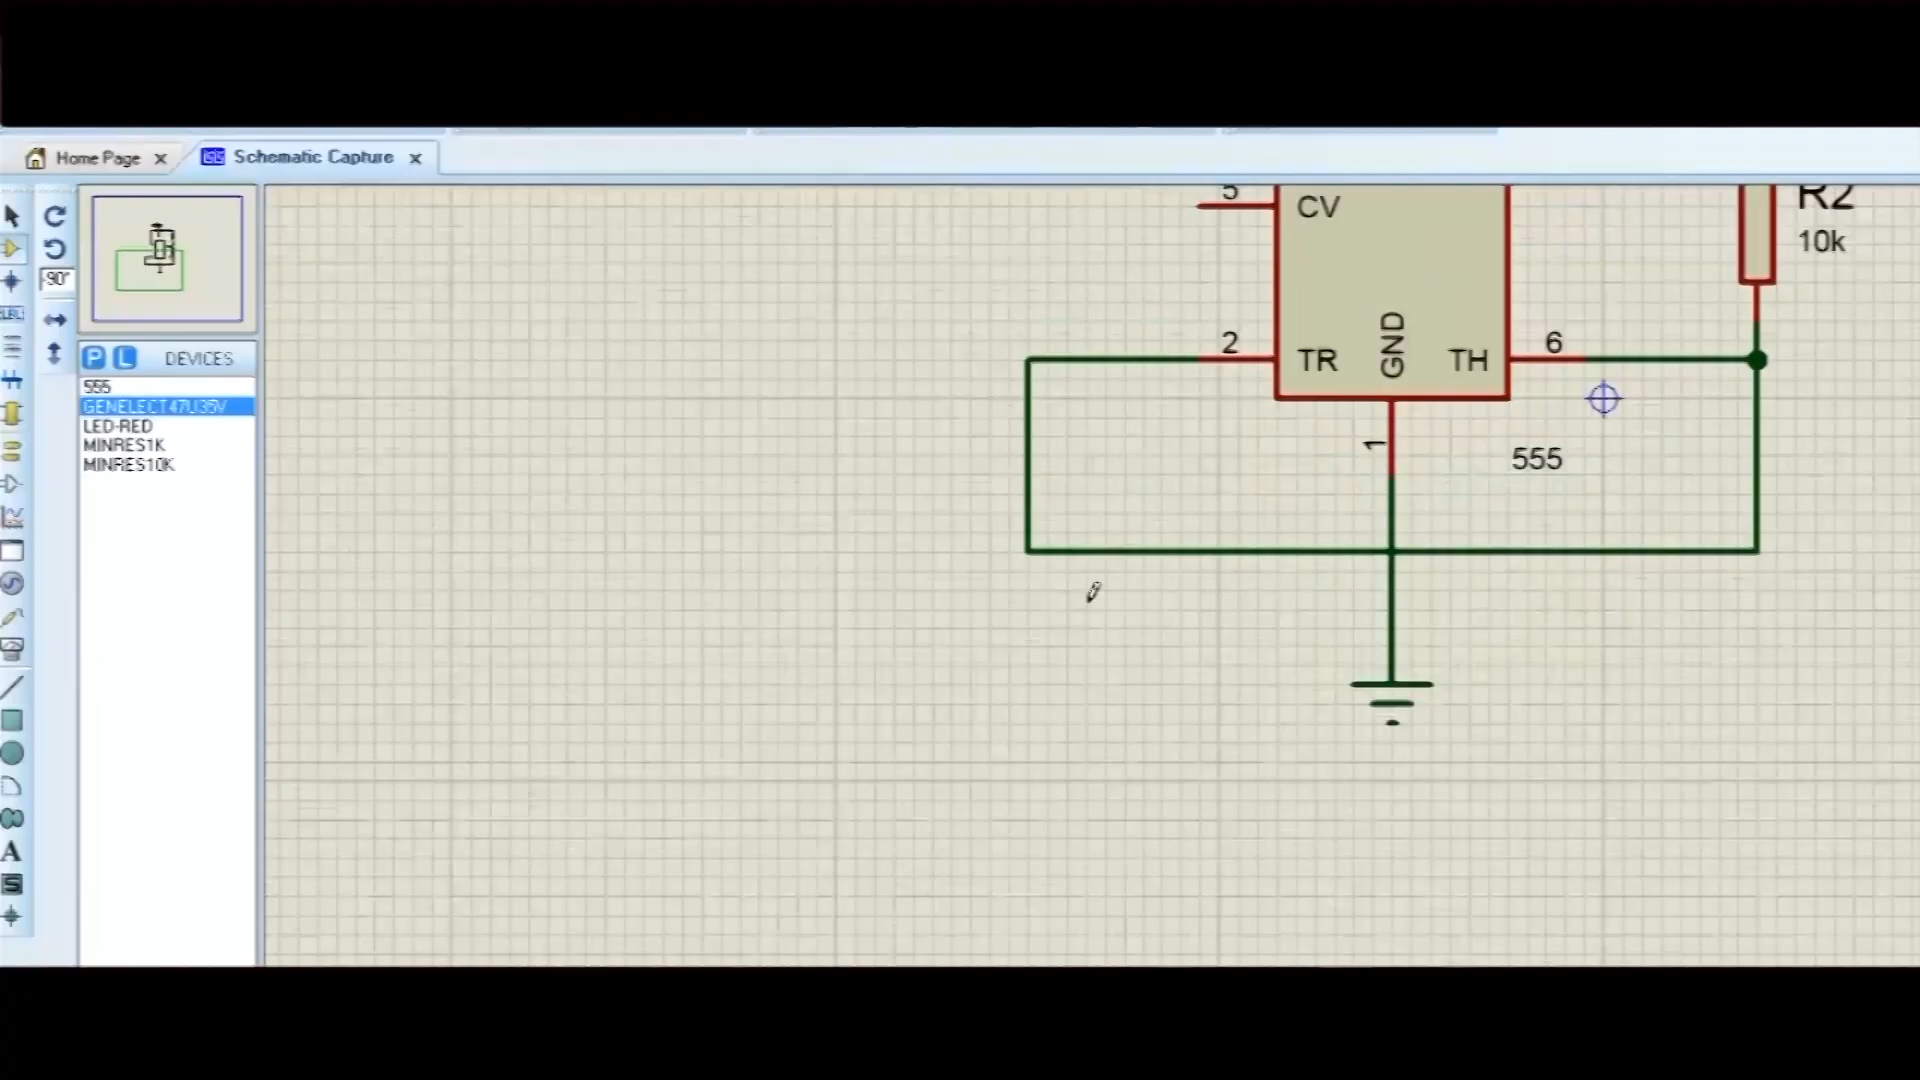 Home Page
Schematic Capture
-90°
LBL
P L DEVICES
555
GENELECT47U35V
LED-RED
MINRES1K
MINRES10K
A
S
5
CV
R2
10k
2
TR
GND
TH
6
1
555